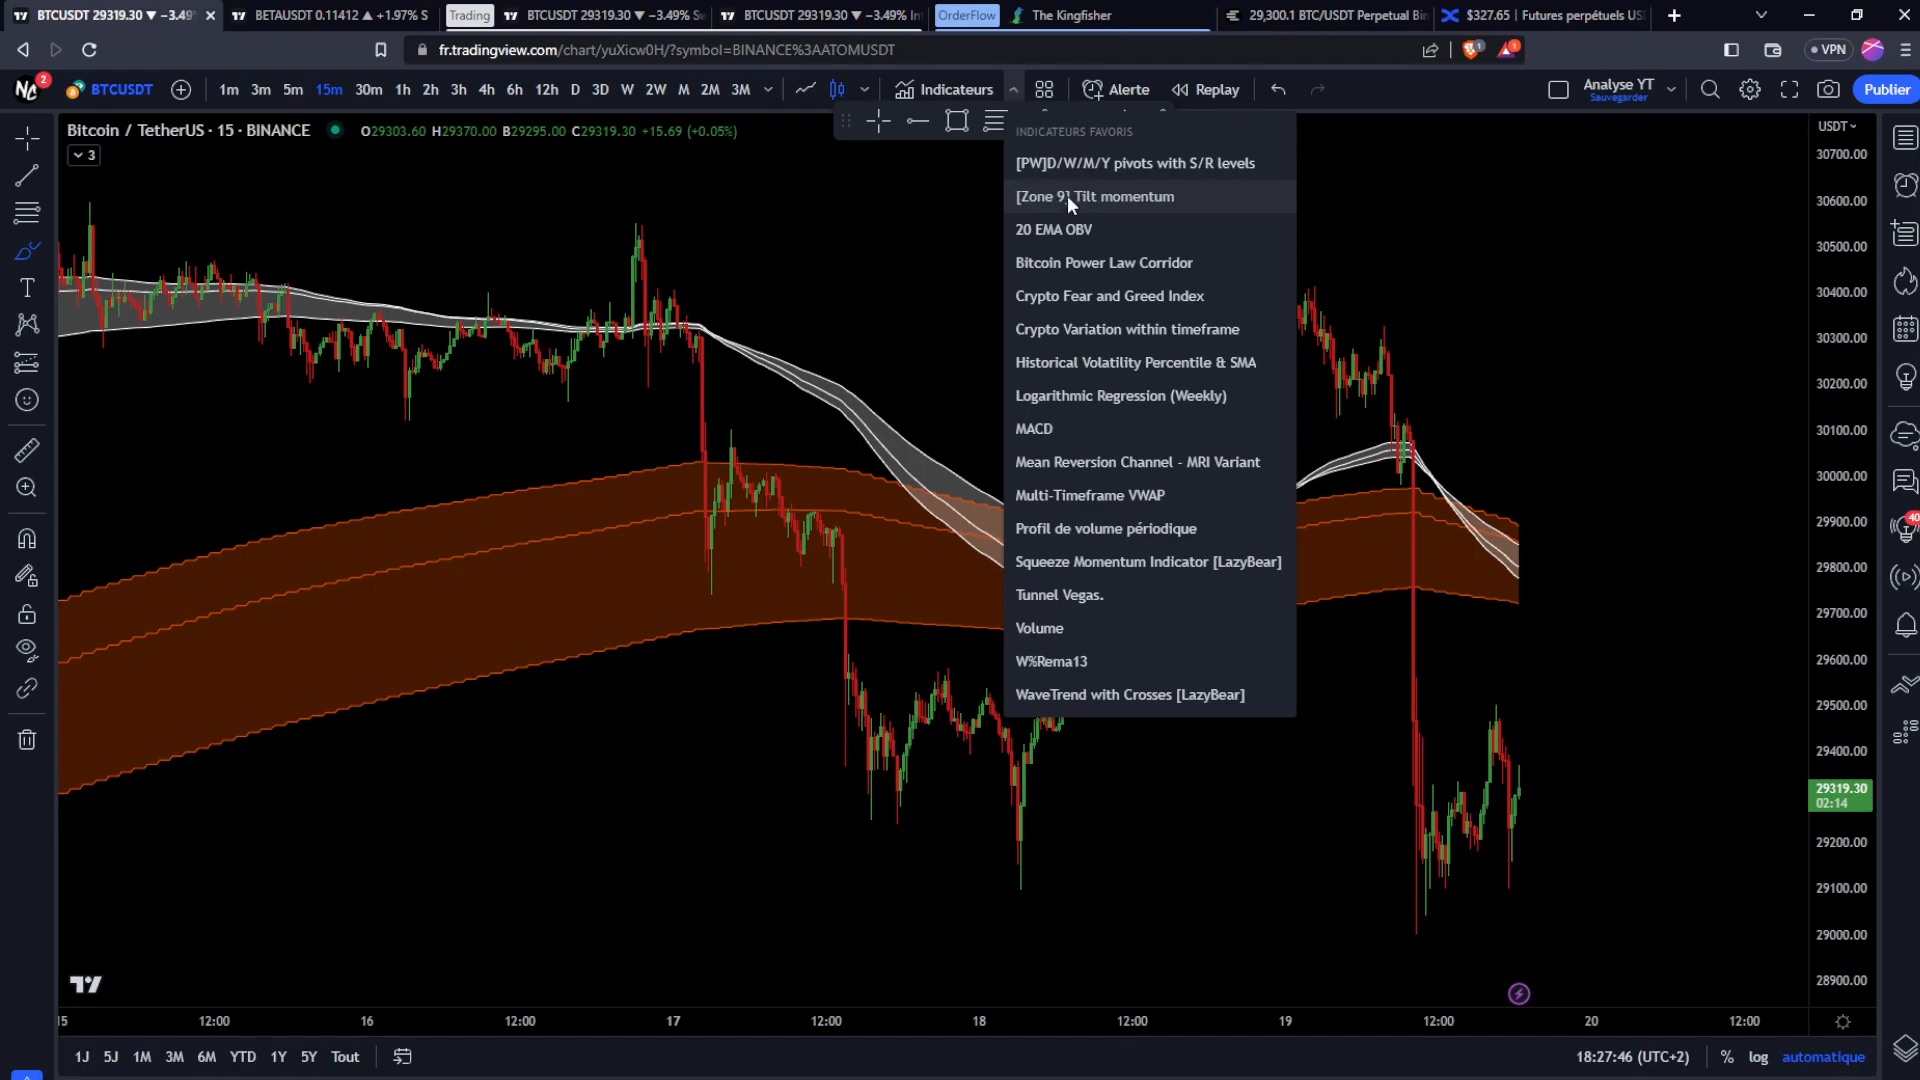 BTCUSDT 29319.30 ▼ −3.49
BETAUSDT 0.11412 ▲ +1.97% S
Trading
BTCUSDT 29319.30 ▼ −3.49% Sw
BTCUSDT 29319.30 ▼ −3.49% In
OrderFlow
The Kingfisher
29,300.1 BTC/USDT Perpetual Bin
$327.65 | Futures perpétuels US
fr.tradingview.com/chart/yuXicw0H/?symbol=BINANCE%3AATOMUSDT
1
1
VPN
NC
2
BTCUSDT
1m 3m 5m 15m 30m 1h 2h 3h 4h 6h 12h D 3D W 2W M 2M 3M
Indicateurs
Alerte
Replay
Analyse YT
Sauvegarder
Publier
Bitcoin / TetherUS · 15 · BINANCE
O29303.60 H29370.00 B29295.00 C29319.30 +15.69 (+0.05%)
3
INDICATEURS FAVORIS
[PW]D/W/M/Y pivots with S/R levels
[Zone 9] Tilt momentum
20 EMA OBV
Bitcoin Power Law Corridor
Crypto Fear and Greed Index
Crypto Variation within timeframe
Historical Volatility Percentile & SMA
Logarithmic Regression (Weekly)
MACD
Mean Reversion Channel - MRI Variant
Multi-Timeframe VWAP
Profil de volume périodique
Squeeze Momentum Indicator [LazyBear]
Tunnel Vegas.
Volume
W%Rema13
WaveTrend with Crosses [LazyBear]
USDT
30700.00
30600.00
30500.00
30400.00
30300.00
30200.00
30100.00
30000.00
29900.00
29800.00
29700.00
29600.00
29500.00
29400.00
29319.30
02:14
29200.00
29100.00
29000.00
28900.00
40
15 12:00 16 12:00 17 12:00 18 12:00 19 12:00 20 12:00
1J 5J 1M 3M 6M YTD 1Y 5Y Tout
18:27:46 (UTC+2)
% log automatique